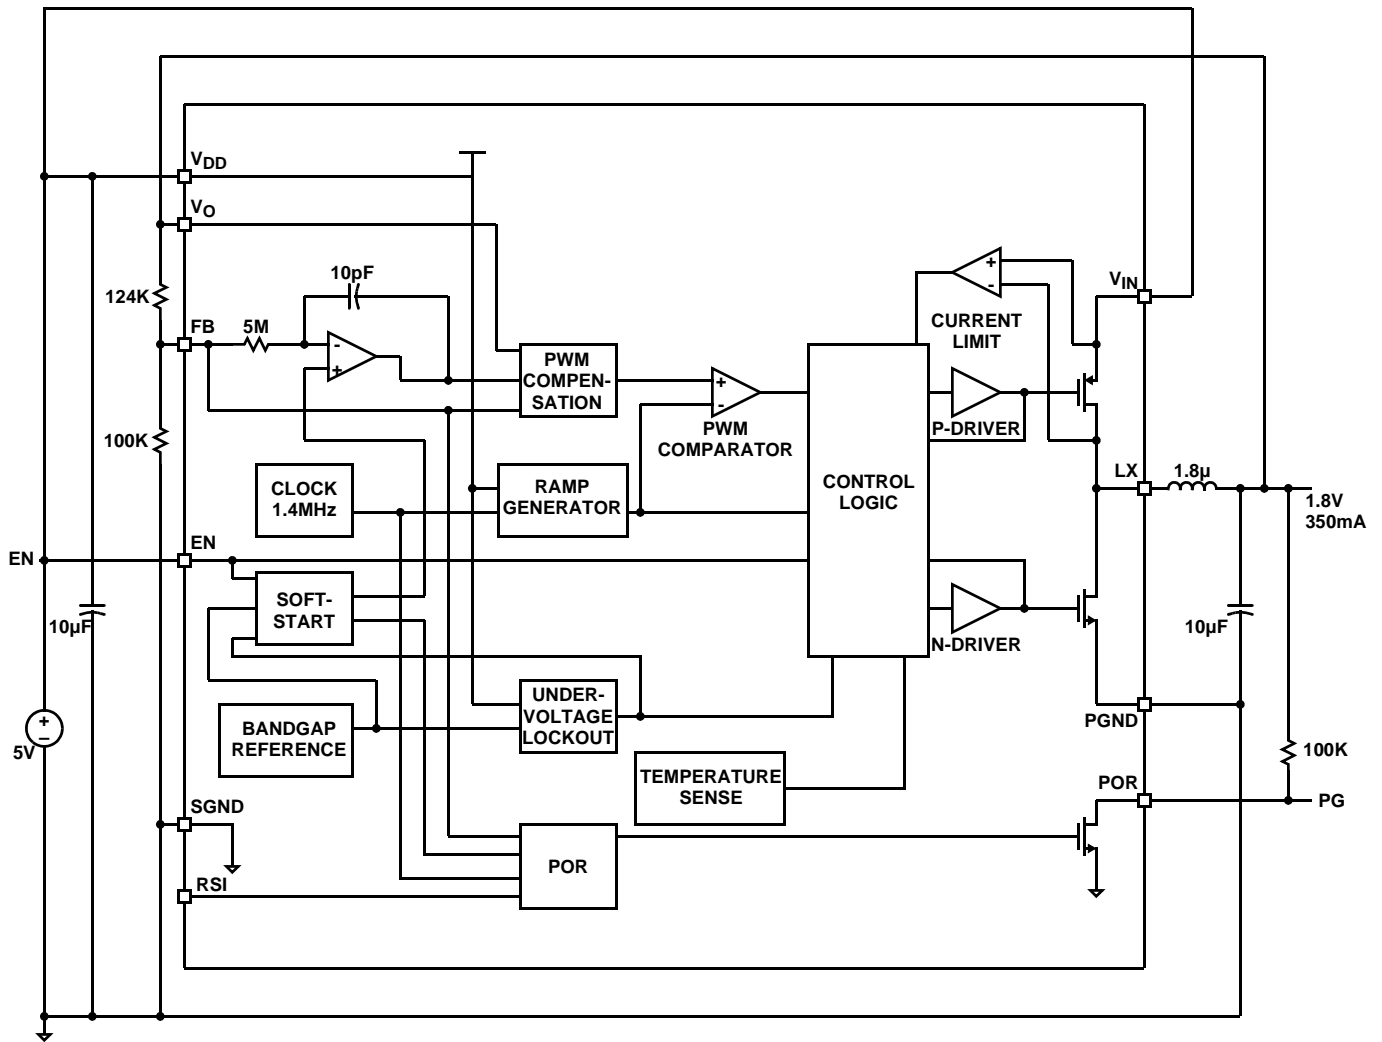 VDD
VO
10pF
124K
FB
5M
-
+
PWM
COMPEN-
SATION
+
-
PWM
COMPARATOR
+
-
CURRENT
LIMIT
VIN
P-DRIVER
100K
CLOCK
1.4MHz
RAMP
GENERATOR
CONTROL
LOGIC
LX
1.8µ
1.8V
350mA
EN
EN
SOFT-
START
10µF
N-DRIVER
10µF
UNDER-
VOLTAGE
LOCKOUT
BANDGAP
REFERENCE
+
–
5V
PGND
100K
TEMPERATURE
SENSE
POR
PG
SGND
POR
RSI